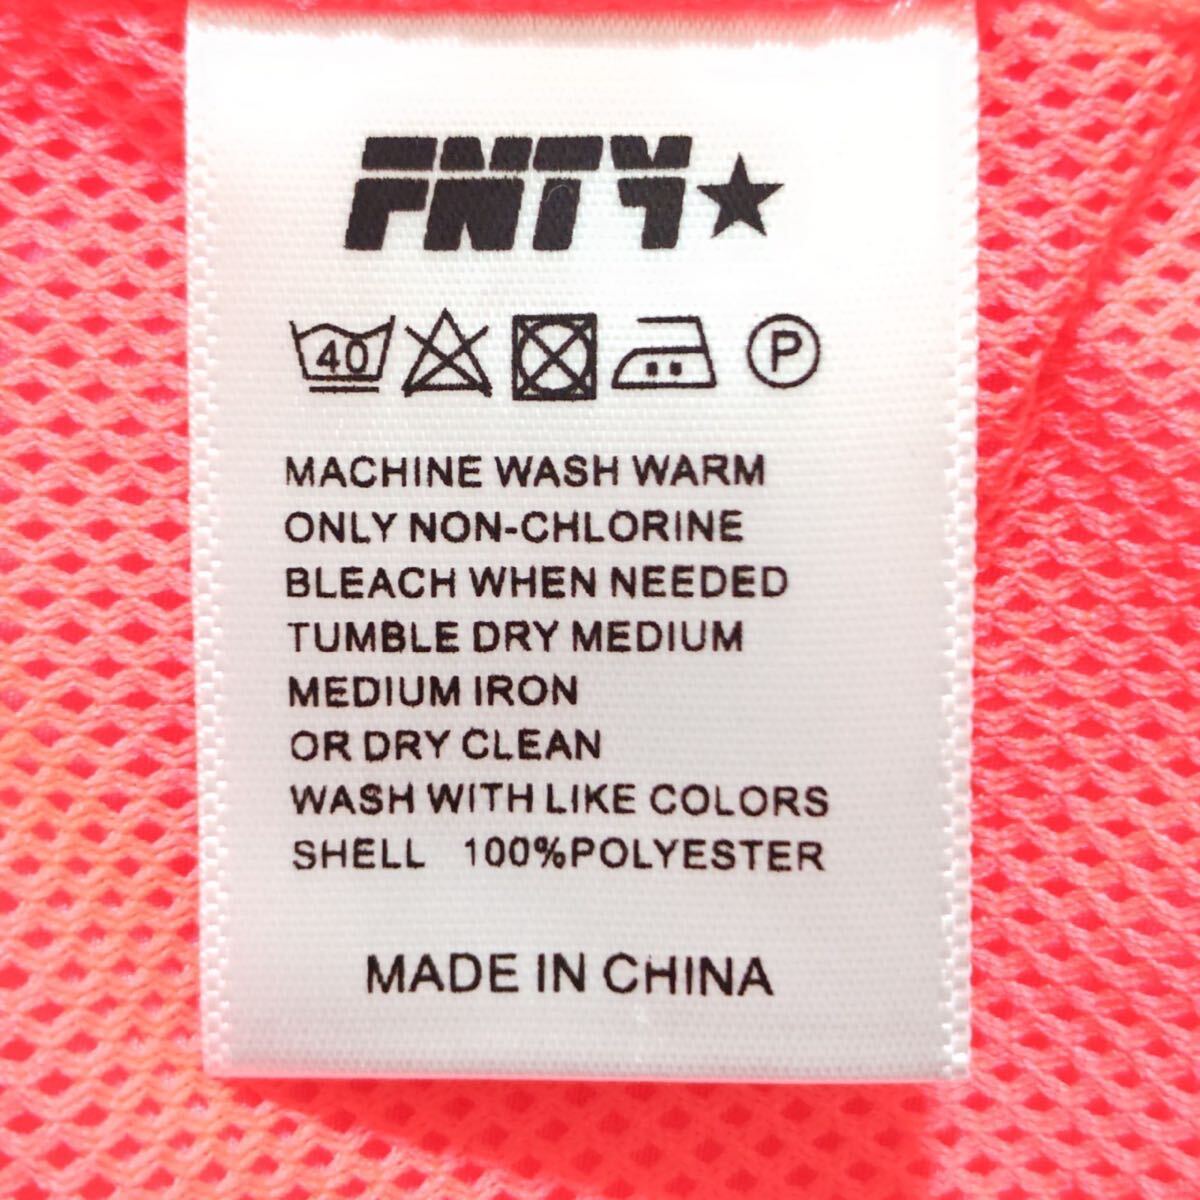 FNTY★
40 P
MACHINE WASH WARM
ONLY NON-CHLORINE
BLEACH WHEN NEEDED
TUMBLE DRY MEDIUM
MEDIUM IRON
OR DRY CLEAN
WASH WITH LIKE COLORS
SHELL 100%POLYESTER
MADE IN CHINA